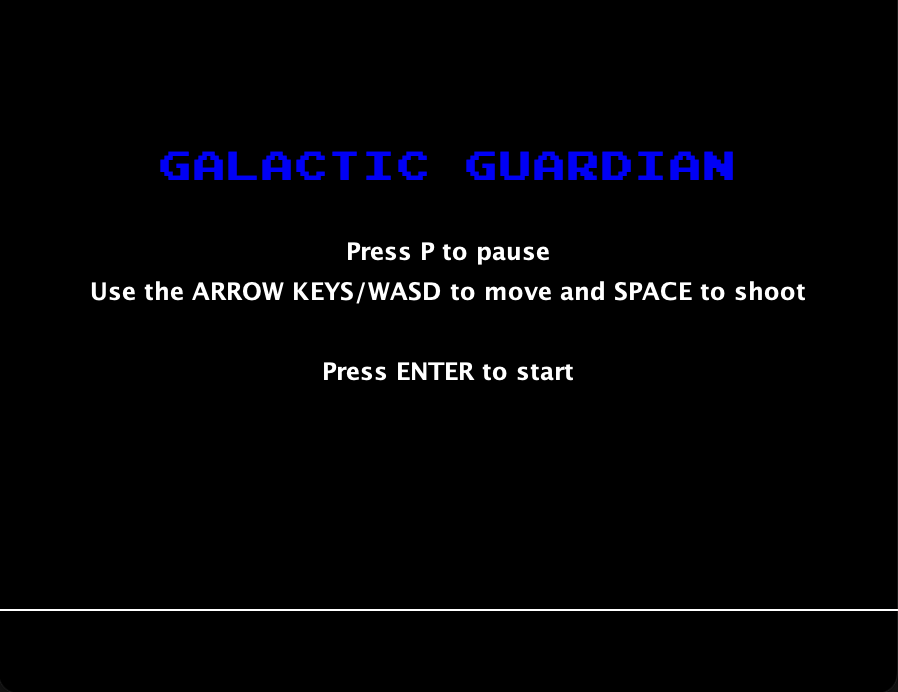 GALACTIC GUARDIAN
Press P to pause
Use the ARROW KEYS/WASD to move and SPACE to shoot
Press ENTER to start